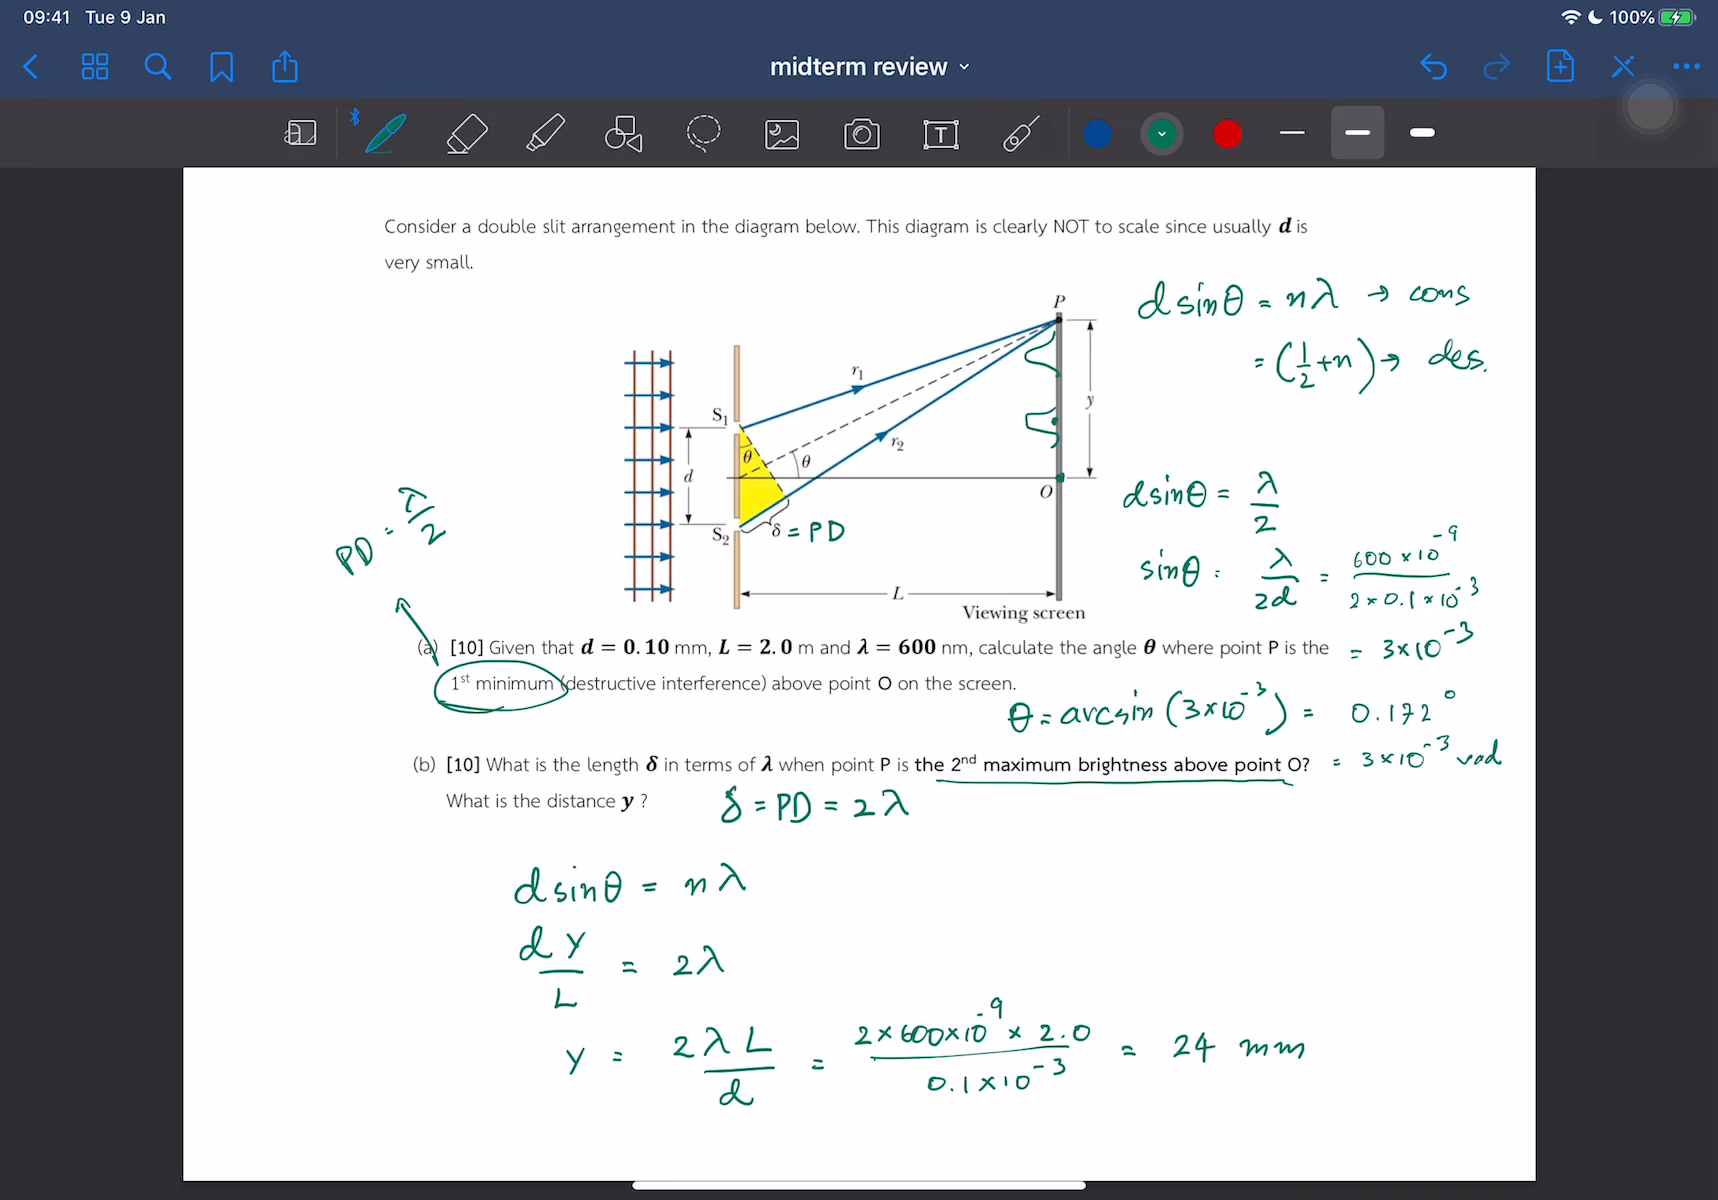 09:41 Tue 9 Jan
100%
midterm review
T
Consider a double slit arrangement in the diagram below. This diagram is clearly NOT to scale since usually d is
very small.
P
r₁
r₂
y
S₁
θ
θ
d
O
S₂
δ = PD
L
Viewing screen
d sinθ = nλ → cons
= (1/2 + n) → des.
PD = λ/2
d sinθ = λ/2
sinθ = λ/2d = 600 × 10⁻⁹ / 2 × 0.1 × 10⁻³
= 3×10⁻³
(a) [10] Given that d = 0.10 mm, L = 2.0 m and λ = 600 nm, calculate the angle θ where point P is the
1st minimum (destructive interference) above point O on the screen.
θ = arcsin (3×10⁻³) = 0.172°
= 3×10⁻³ rad
(b) [10] What is the length δ in terms of λ when point P is the 2nd maximum brightness above point O?
What is the distance y ?
δ = PD = 2λ
d sinθ = nλ
dy/L = 2λ
y = 2λL/d = 2×600×10⁻⁹ × 2.0 / 0.1×10⁻³ = 24 mm